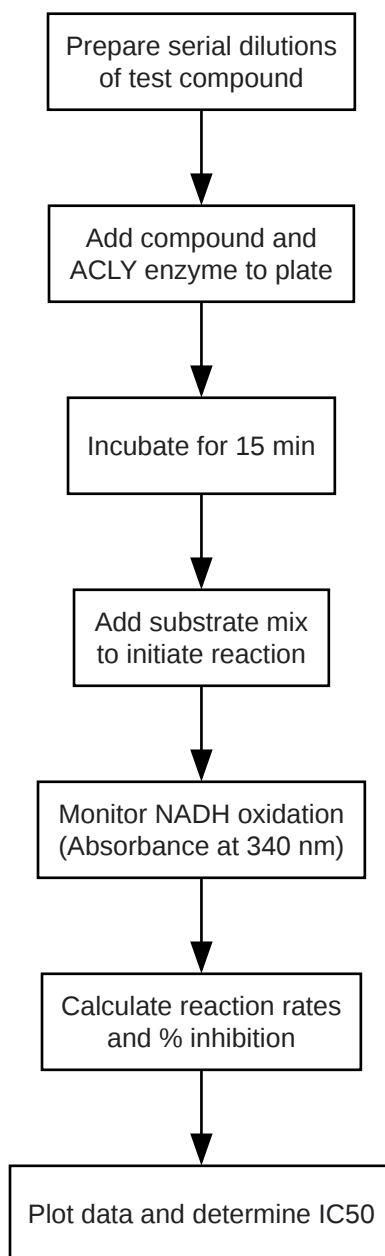 Prepare serial dilutions
of test compound
Add compound and
ACLY enzyme to plate
Incubate for 15 min
Add substrate mix
to initiate reaction
Monitor NADH oxidation
(Absorbance at 340 nm)
Calculate reaction rates
and % inhibition
Plot data and determine IC50